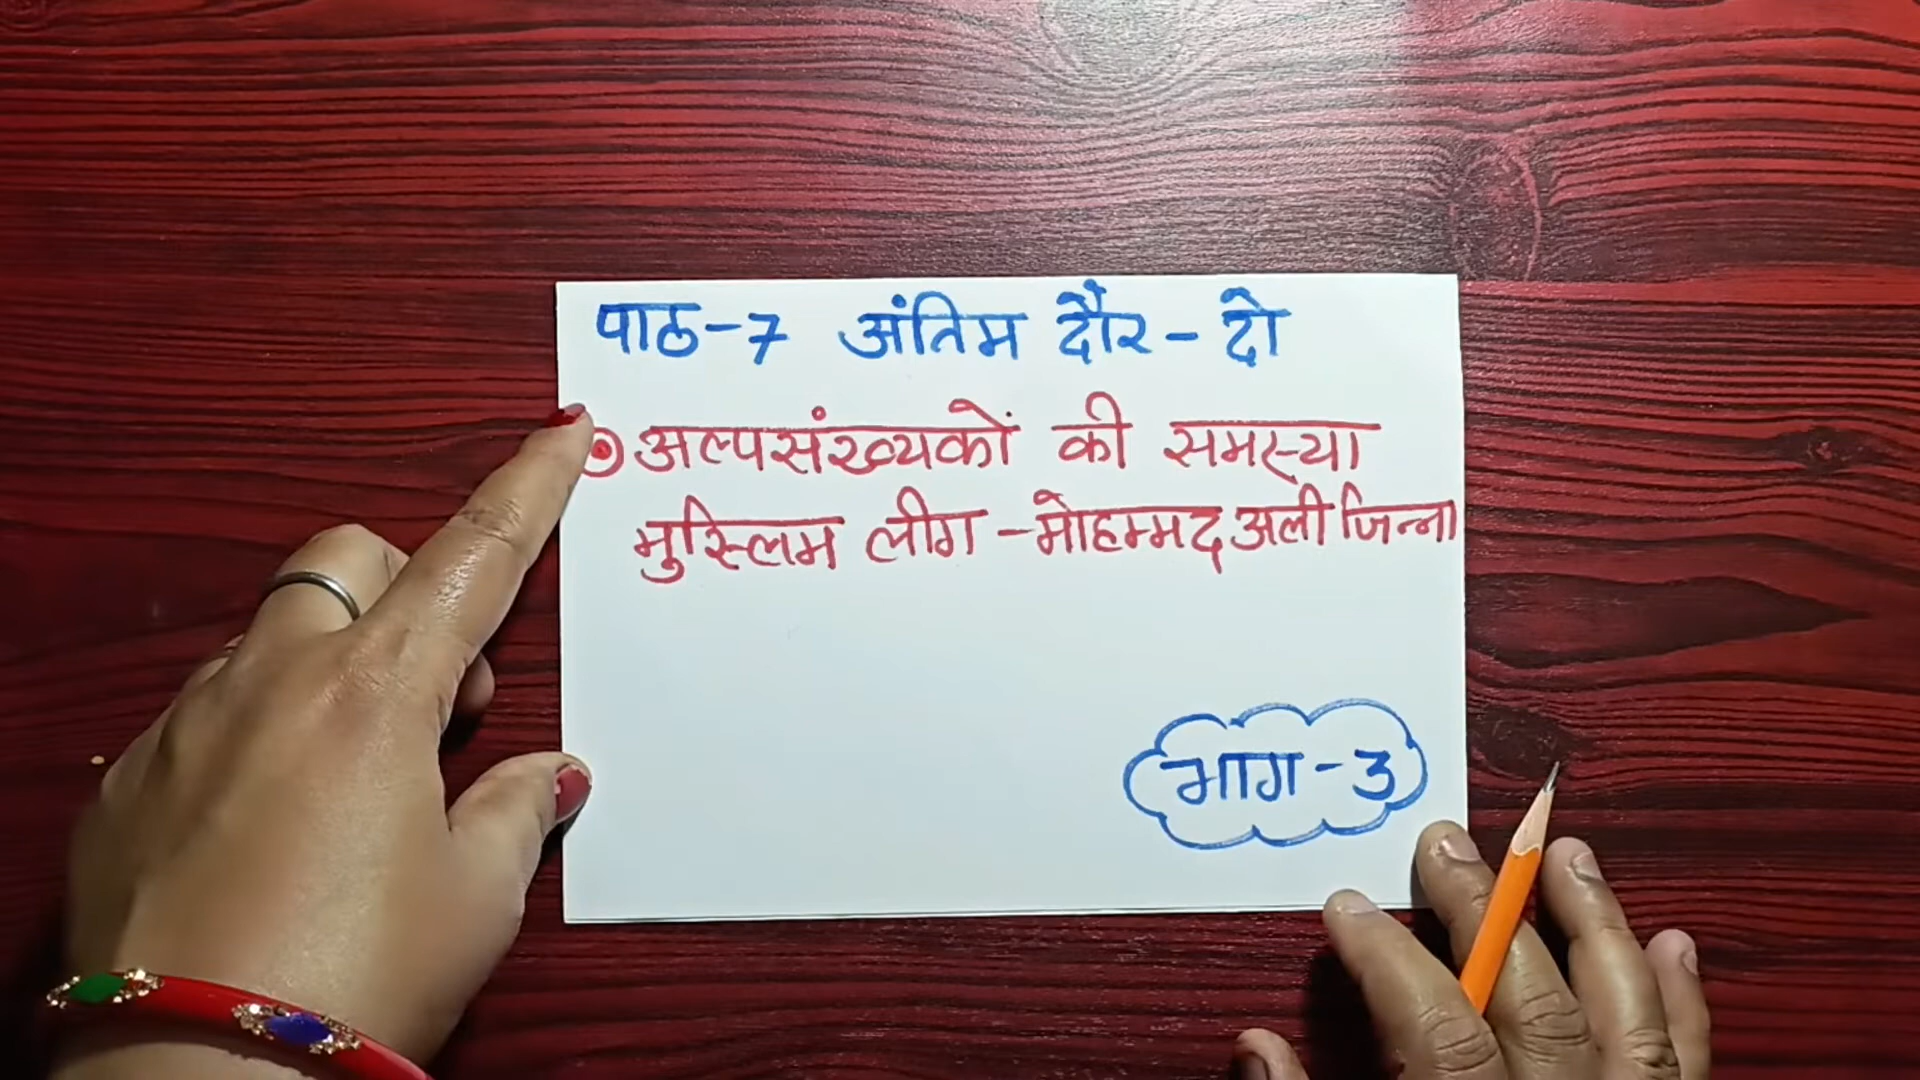 पाठ-7 अंतिम दौर-दो
अल्पसंख्यकों की समस्या
मुस्लिम लीग-मोहम्मद अली जिन्ना
भाग-3